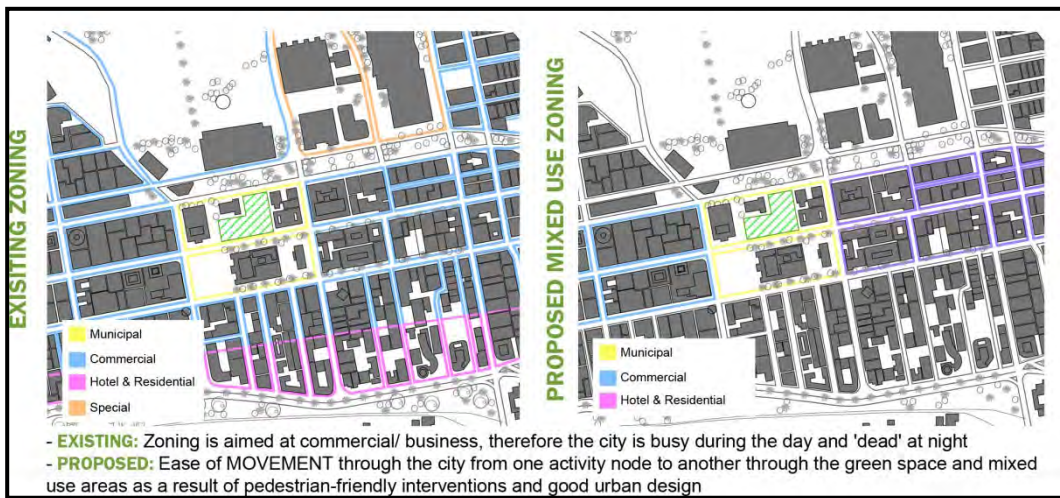 EXISTING ZONING
Municipal
Commercial
Hotel & Residential
Special
PROPOSED MIXED USE ZONING
Municipal
Commercial
Hotel & Residential
- EXISTING: Zoning is aimed at commercial/ business, therefore the city is busy during the day and 'dead' at night
- PROPOSED: Ease of MOVEMENT through the city from one activity node to another through the green space and mixed
use areas as a result of pedestrian-friendly interventions and good urban design